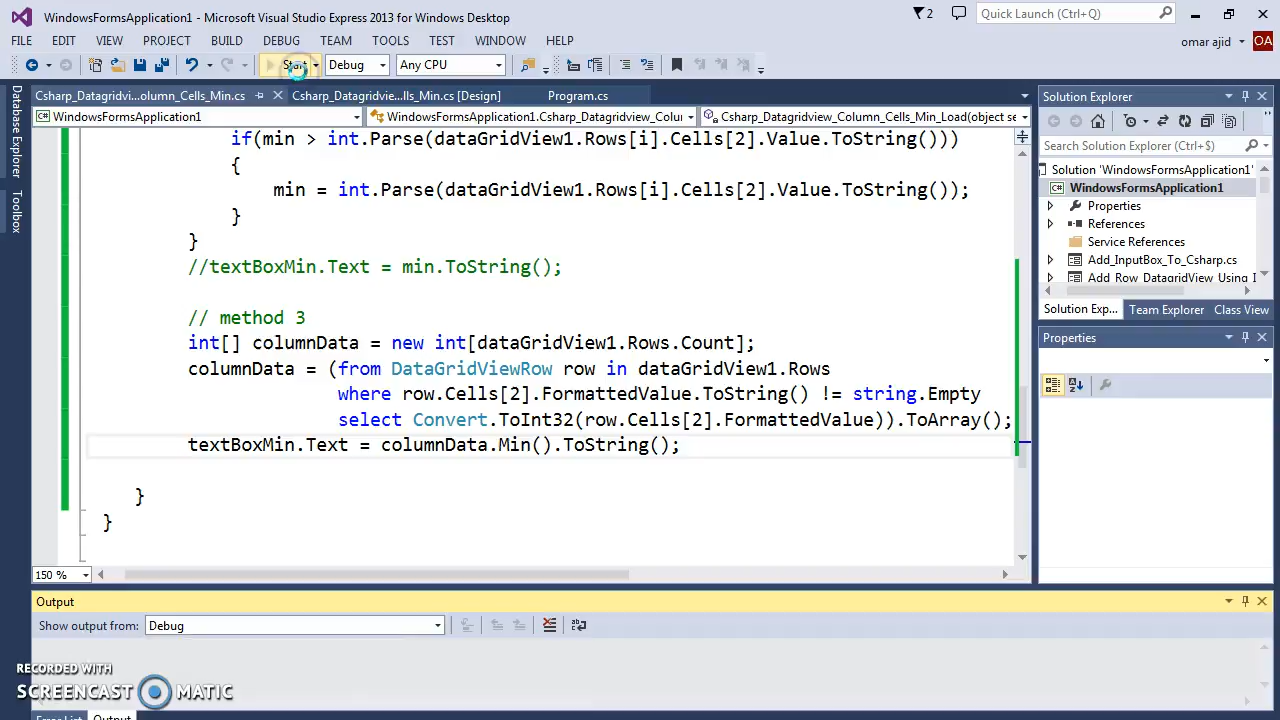 WindowsFormsApplication1 - Microsoft Visual Studio Express 2013 for Windows Desktop
2
Quick Launch (Ctrl+Q)
FILE EDIT VIEW PROJECT BUILD DEBUG TEAM TOOLS TEST WINDOW HELP
omar ajid
OA
Start
Debug
Any CPU
Database Explorer
Toolbox
Csharp_Datagridvi...olumn_Cells_Min.cs
Csharp_Datagridvie...lls_Min.cs [Design]
Program.cs
WindowsFormsApplication1
WindowsFormsApplication1.Csharp_Datagridview_Colu
Csharp_Datagridview_Column_Cells_Min_Load(object se
if(min > int.Parse(dataGridView1.Rows[i].Cells[2].Value.ToString()))
{
min = int.Parse(dataGridView1.Rows[i].Cells[2].Value.ToString());
}
}
//textBoxMin.Text = min.ToString();
// method 3
int[] columnData = new int[dataGridView1.Rows.Count];
columnData = (from DataGridViewRow row in dataGridView1.Rows
where row.Cells[2].FormattedValue.ToString() != string.Empty
select Convert.ToInt32(row.Cells[2].FormattedValue)).ToArray();
textBoxMin.Text = columnData.Min().ToString();
}
}
150 %
Solution Explorer
Search Solution Explorer (Ctrl+$)
Solution 'WindowsFormsApplication1'
C#
WindowsFormsApplication1
Properties
References
Service References
Add_InputBox_To_Csharp.cs
Add_Row_DatagridView_Using_I
Solution Exp...
Team Explorer
Class View
Properties
Output
Show output from:
Debug
RECORDED WITH
SCREENCAST MATIC
Error List
Output